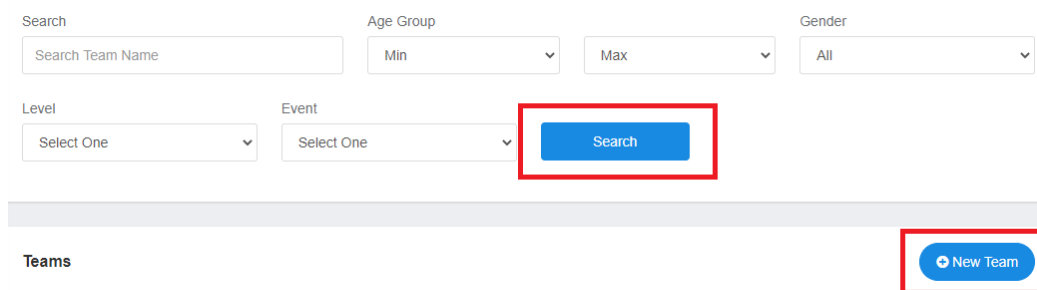 Search Age Group Gender
Search Team Name Min Max All
Level Event
Select One Select One Search
Teams New Team